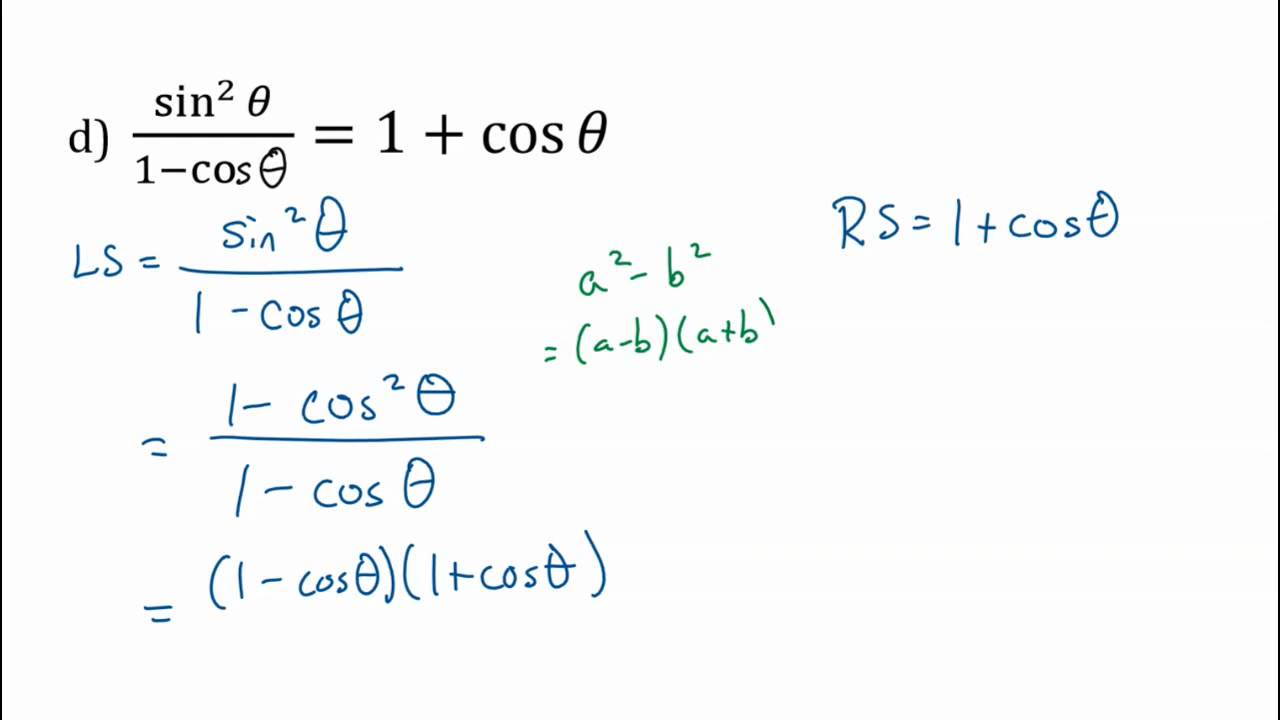 d) sin² θ / 1−cos θ = 1 + cos θ
LS = sin² θ / 1 - cos θ
RS = 1 + cos θ
a² - b²
= (a-b)(a+b)
= 1 - cos² θ / 1 - cos θ
= (1 - cos θ)(1 + cos θ)